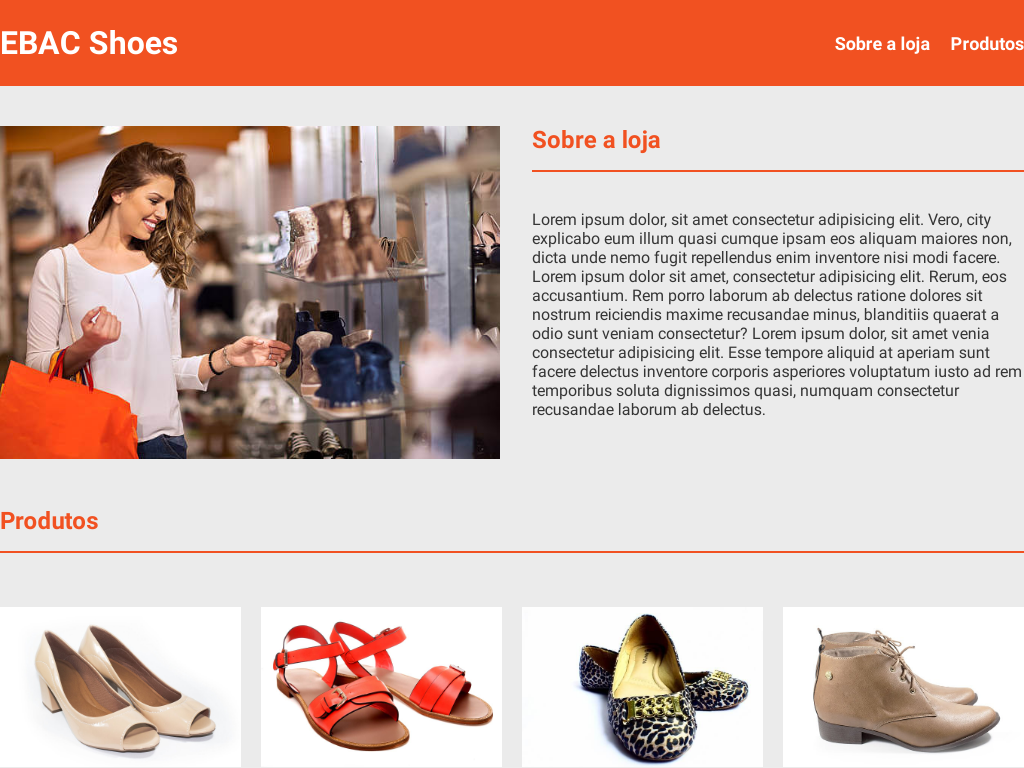 EBAC Shoes
Sobre a loja
Produtos
Sobre a loja
Lorem ipsum dolor, sit amet consectetur adipisicing elit. Vero, city
explicabo eum illum quasi cumque ipsam eos aliquam maiores non,
dicta unde nemo fugit repellendus enim inventore nisi modi facere.
Lorem ipsum dolor sit amet, consectetur adipisicing elit. Rerum, eos
accusantium. Rem porro laborum ab delectus ratione dolores sit
nostrum reiciendis maxime recusandae minus, blanditiis quaerat a
odio sunt veniam consectetur? Lorem ipsum dolor, sit amet venia
consectetur adipisicing elit. Esse tempore aliquid at aperiam sunt
facere delectus inventore corporis asperiores voluptatum iusto ad rem
temporibus soluta dignissimos quasi, numquam consectetur
recusandae laborum ab delectus.
Produtos